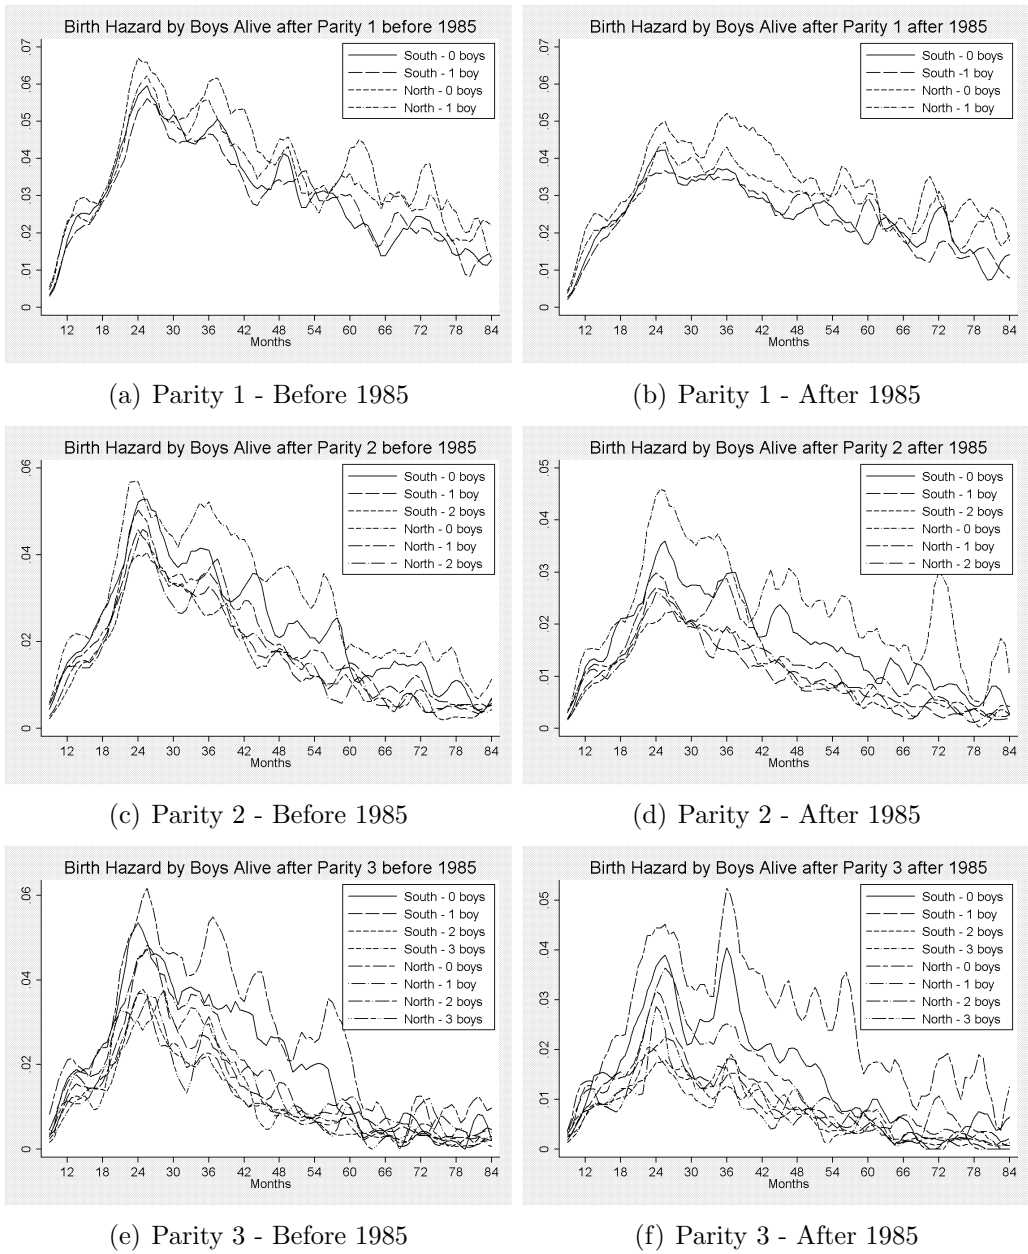 Birth Hazard by Boys Alive after Parity 1 before 1985
South - 0 boys
South - 1 boy
North - 0 boys
North - 1 boy
0 .01 .02 .03 .04 .05 .06 .07
12 18 24 30 36 42 48 54 60 66 72 78 84
Months
(a) Parity 1 - Before 1985
Birth Hazard by Boys Alive after Parity 1 after 1985
South - 0 boys
South -1 boy
North - 0 boys
North - 1 boy
0 .01 .02 .03 .04 .05 .06 .07
12 18 24 30 36 42 48 54 60 66 72 78 84
Months
(b) Parity 1 - After 1985
Birth Hazard by Boys Alive after Parity 2 before 1985
South - 0 boys
South - 1 boy
South - 2 boys
North - 0 boys
North - 1 boy
North - 2 boys
0 .02 .04 .06
12 18 24 30 36 42 48 54 60 66 72 78 84
Months
(c) Parity 2 - Before 1985
Birth Hazard by Boys Alive after Parity 2 after 1985
South - 0 boys
South - 1 boy
South - 2 boys
North - 0 boys
North - 1 boy
North - 2 boys
0 .01 .02 .03 .04 .05
12 18 24 30 36 42 48 54 60 66 72 78 84
Months
(d) Parity 2 - After 1985
Birth Hazard by Boys Alive after Parity 3 before 1985
South - 0 boys
South - 1 boy
South - 2 boys
South - 3 boys
North - 0 boys
North - 1 boy
North - 2 boys
North - 3 boys
0 .02 .04 .06
12 18 24 30 36 42 48 54 60 66 72 78 84
Months
(e) Parity 3 - Before 1985
Birth Hazard by Boys Alive after Parity 3 after 1985
South - 0 boys
South - 1 boy
South - 2 boys
South - 3 boys
North - 0 boys
North - 1 boy
North - 2 boys
North - 3 boys
0 .01 .02 .03 .04 .05
12 18 24 30 36 42 48 54 60 66 72 78 84
Months
(f) Parity 3 - After 1985